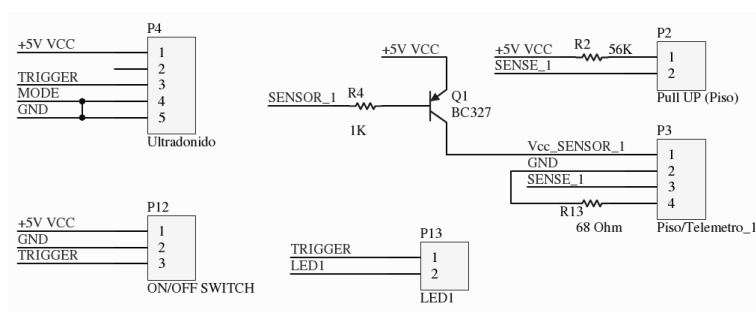 P4
+5V VCC 1
2
TRIGGER 3
MODE 4
GND 5
Ultradonido
+5V VCC
R4
SENSOR_1
1K
Q1
BC327
P2
+5V VCC R2 56K 1
SENSE_1 2
Pull UP (Piso)
P3
Vcc_SENSOR_1 1
GND 2
SENSE_1 3
4
R13
68 Ohm
Piso/Telemetro_1
P12
+5V VCC 1
GND 2
TRIGGER 3
ON/OFF SWITCH
P13
TRIGGER 1
LED1 2
LED1